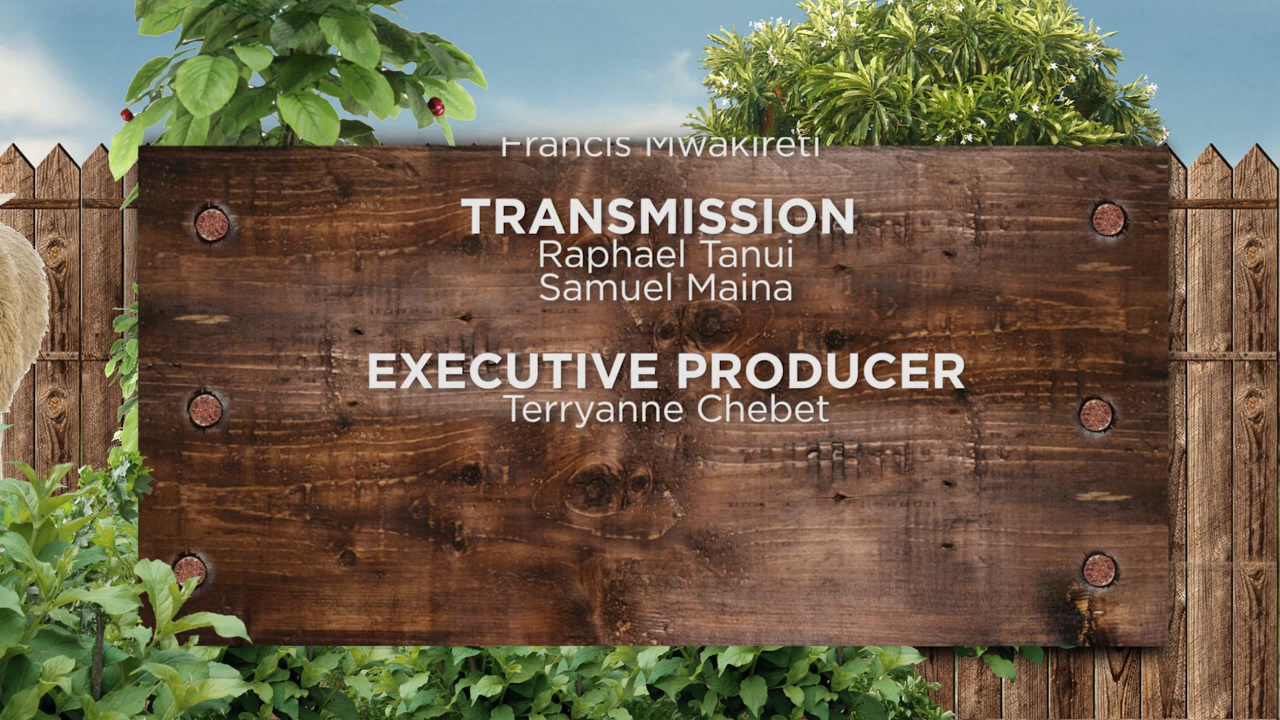 Francis Mwakireti
TRANSMISSION
Raphael Tanui
Samuel Maina
EXECUTIVE PRODUCER
Terryanne Chebet